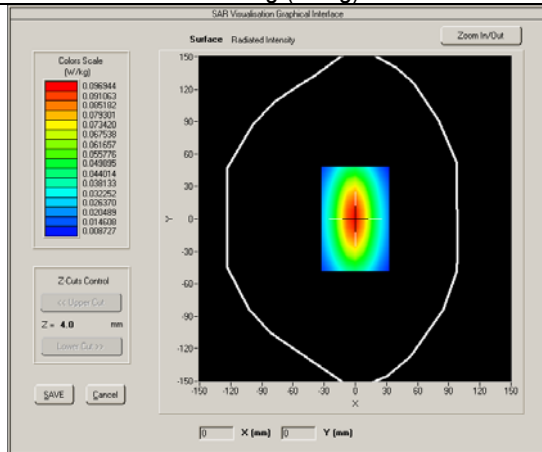 SAR Visualisation Graphical Interface
Surface Radiated Intensity
Zoom In/Out
Colors Scale
(W/kg)
0.096944
0.091063
0.085182
0.079301
0.073420
0.067538
0.061657
0.055776
0.049895
0.044014
0.038133
0.032252
0.026370
0.020489
0.014608
0.008727
Z-Cuts Control
<< Upper Cut
Z = 4.0 mm
Lower Cut >>
SAVE Cancel
150-
120-
90-
60-
30-
Y 0-
-30-
-60-
-90-
-120-
-150-
-150 -120 -90 -60 -30 0 30 60 90 120 150
X
0 X (mm) 0 Y (mm)